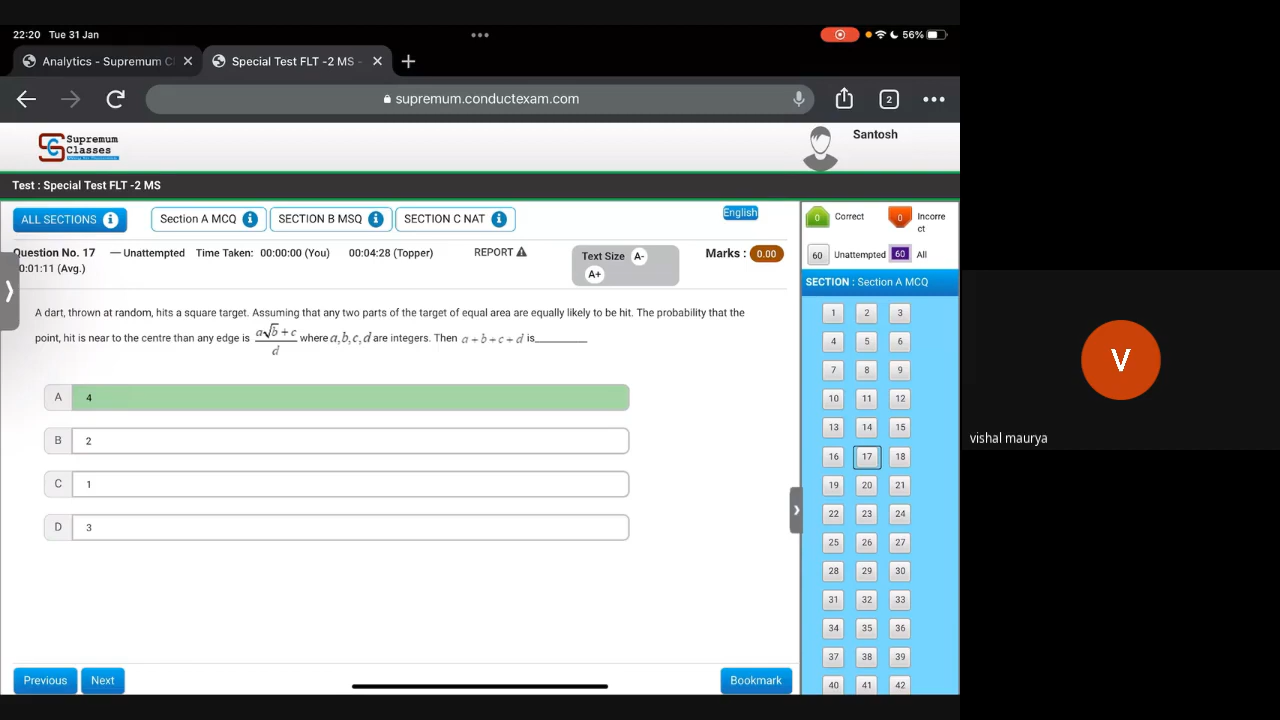 22:20 Tue 31 Jan
56%
Analytics - Supremum C
Special Test FLT -2 MS -
supremum.conductexam.com
2
Supremum
Classes
Santosh
Test : Special Test FLT -2 MS
ALL SECTIONS
Section A MCQ
SECTION B MSQ
SECTION C NAT
English
0 Correct
0 Incorre
ct
Question No. 17 — Unattempted Time Taken: 00:00:00 (You) 00:04:28 (Topper)
00:01:11 (Avg.)
REPORT
Text Size A-
A+
Marks : 0.00
60 Unattempted
60 All
SECTION : Section A MCQ
A dart, thrown at random, hits a square target. Assuming that any two parts of the target of equal area are equally likely to be hit. The probability that the
point, hit is near to the centre than any edge is (a√b + c)/d where a,b,c,d are integers. Then a + b + c + d is________
A 4
B 2
C 1
D 3
1 2 3
4 5 6
7 8 9
10 11 12
13 14 15
16 17 18
19 20 21
22 23 24
25 26 27
28 29 30
31 32 33
34 35 36
37 38 39
40 41 42
Previous
Next
Bookmark
V
vishal maurya